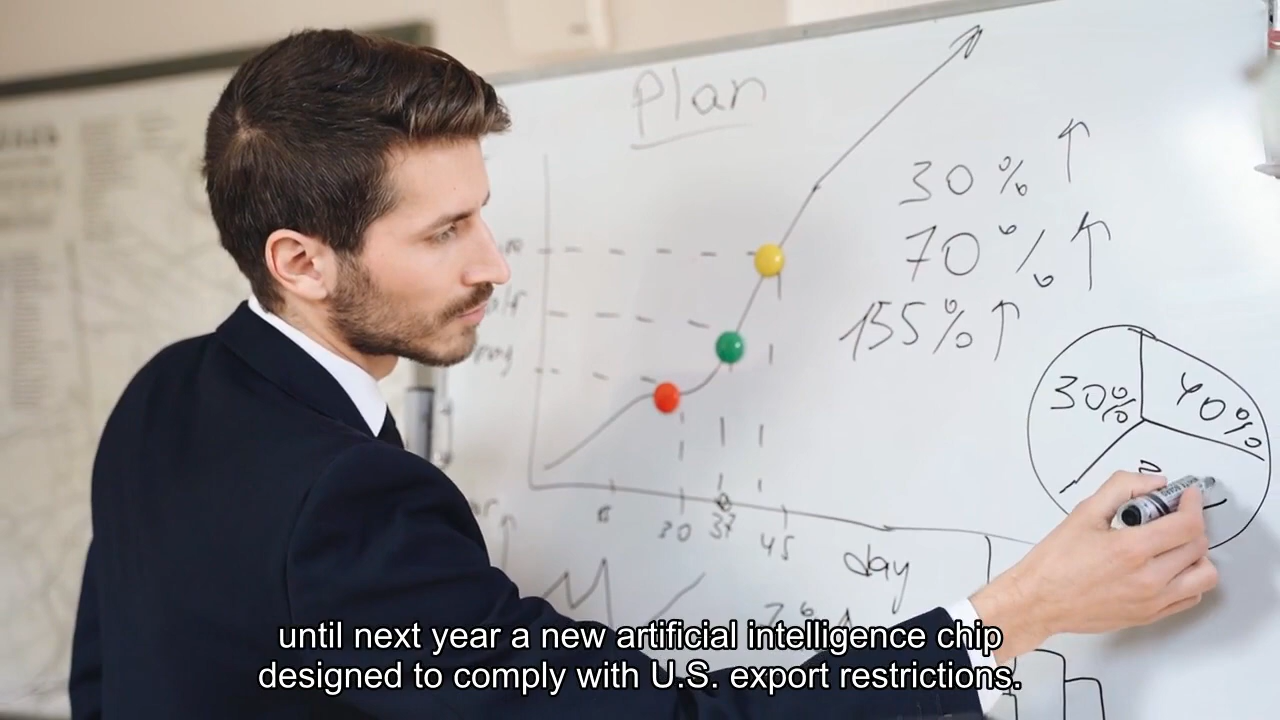 Plan
30% ↑
70% ↑
155% ↑
30%
40%
30 37 45
day
until next year a new artificial intelligence chip
designed to comply with U.S. export restrictions.